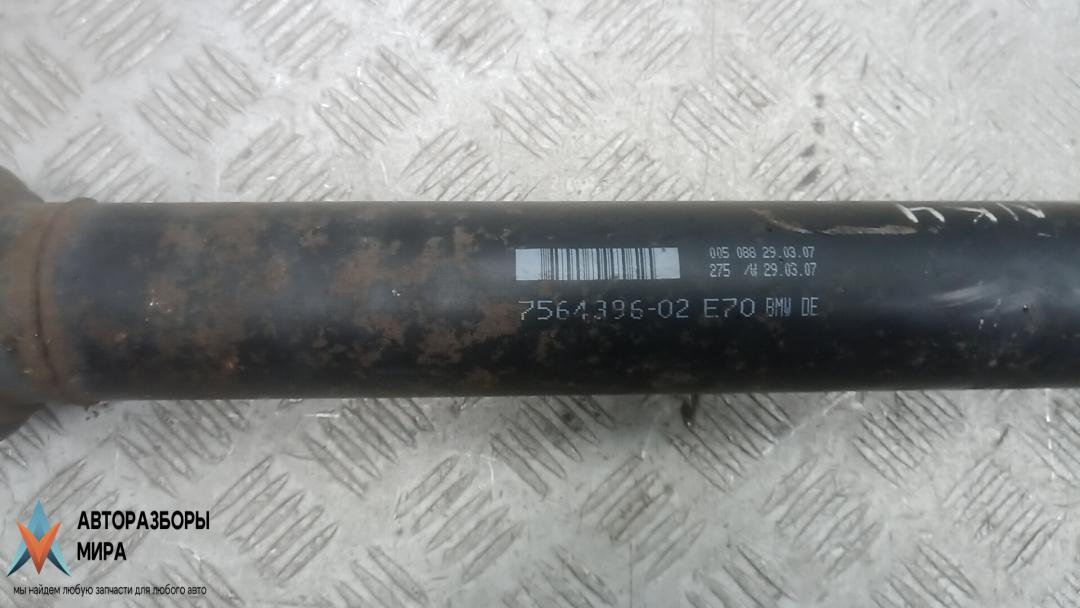 005 088 29.03.07
275 /W 29.03.07
7564396-02 E70 BMW DE
АВТОРАЗБОРЫ
МИРА
мы найдем любую запчасти для любого авто